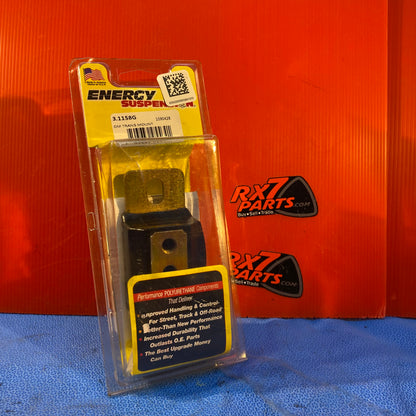 ENERGY
SUSPENSION
3.1158G
GM TRANS MOUNT
Performance POLYURETHANE Components
That Deliver
Improved Handling & Control
For Street, Track & Off-Road
Better-Than New Performance
Increased Durability That
Outlasts O.E. Parts
The Best Upgrade Money
Can Buy
RX7
PARTS.COM
Buy • Sell • Trade
RX7
PARTS.COM
Buy • Sell • Trade